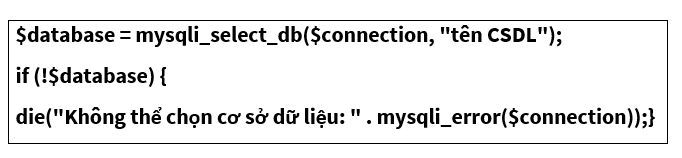 $database = mysqli_select_db($connection, "tên CSDL");
if (!$database) {
die("Không thể chọn cơ sở dữ liệu: " . mysqli_error($connection));}